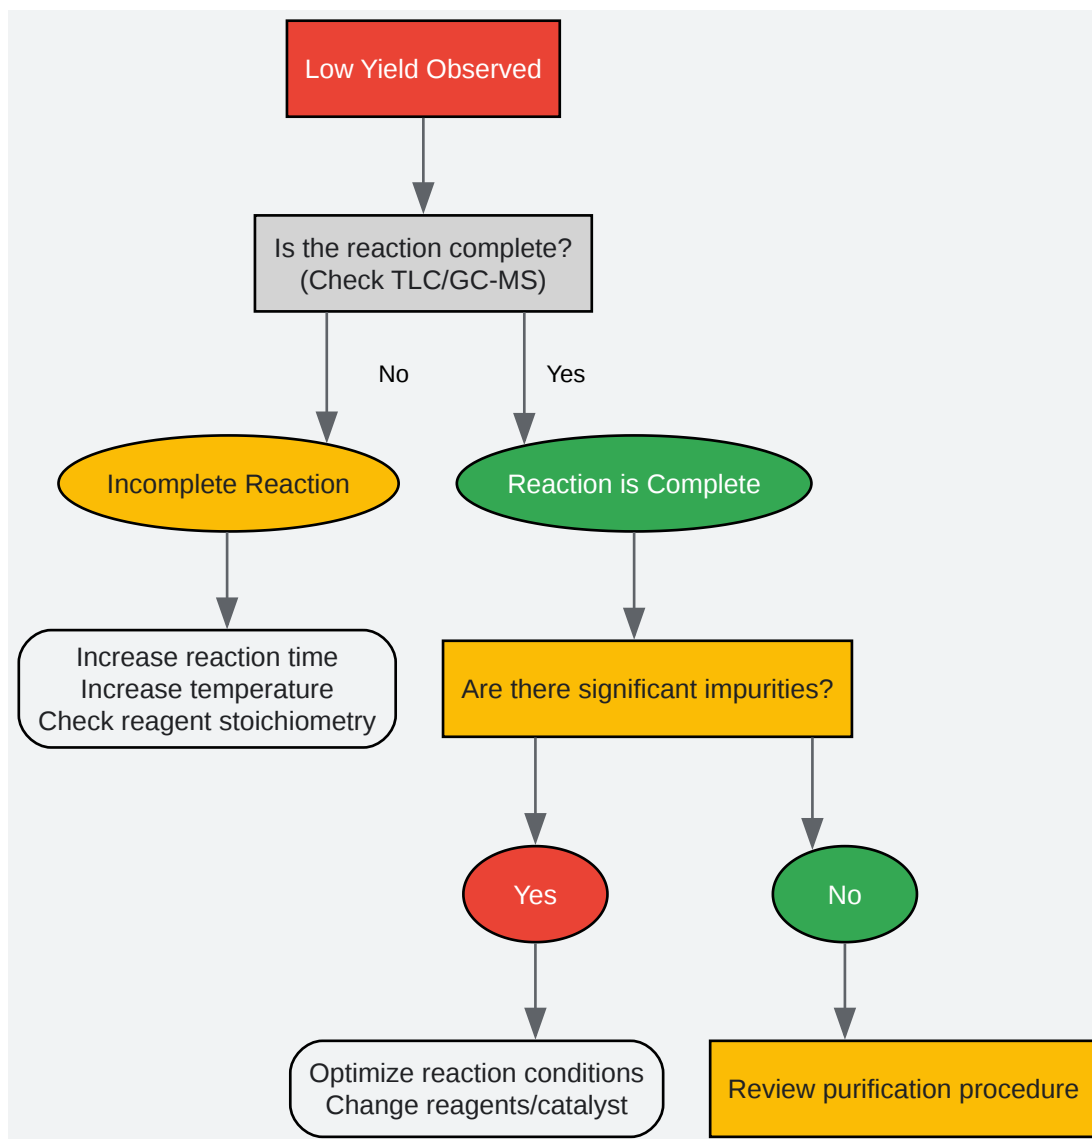 Low Yield Observed
Is the reaction complete?
(Check TLC/GC-MS)
No
Yes
Incomplete Reaction
Reaction is Complete
Increase reaction time
Increase temperature
Check reagent stoichiometry
Are there significant impurities?
Yes
No
Optimize reaction conditions
Change reagents/catalyst
Review purification procedure